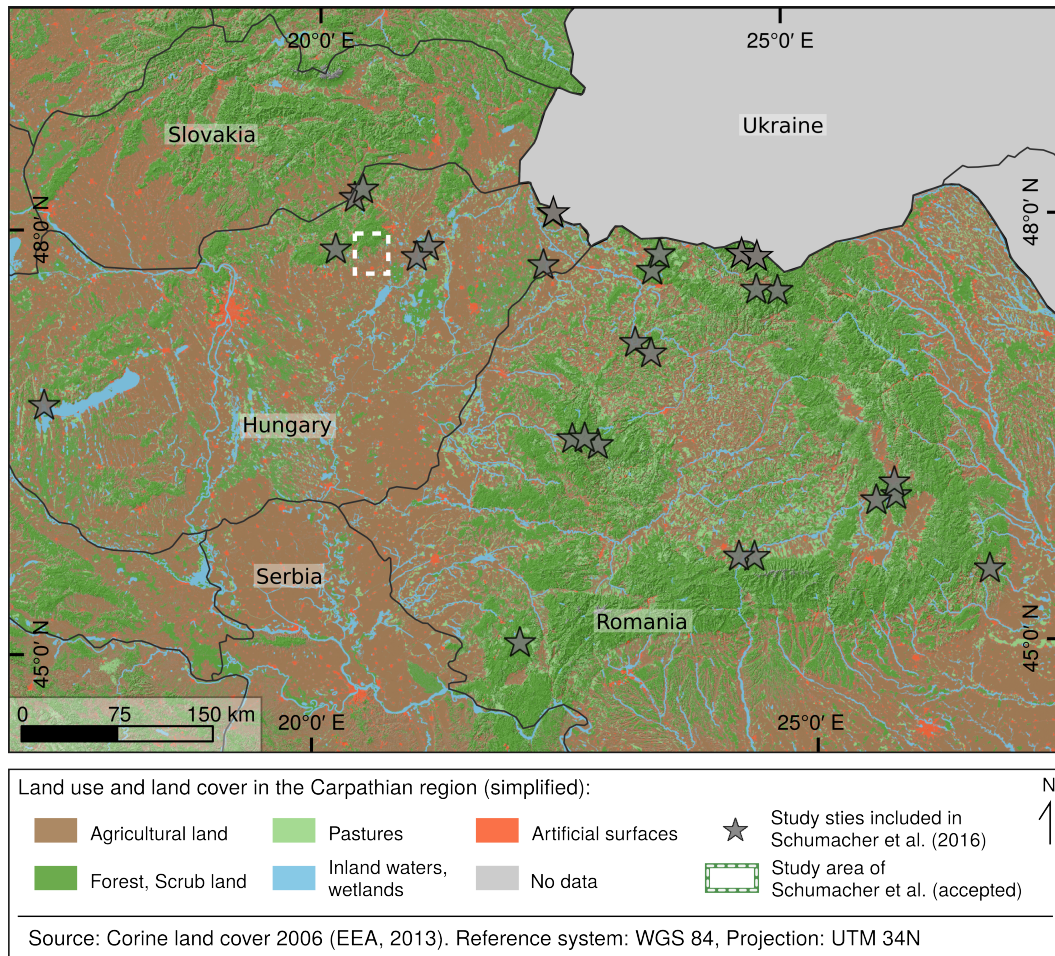 20°0′ E
25°0′ E
Slovakia
Ukraine
48°0′ N
48°0′ N
Hungary
Serbia
Romania
45°0′ N
45°0′ N
0 75 150 km
20°0′ E
25°0′ E
Land use and land cover in the Carpathian region (simplified):
N
Agricultural land
Pastures
Artificial surfaces
Study sties included in
Schumacher et al. (2016)
Forest, Scrub land
Inland waters,
wetlands
No data
Study area of
Schumacher et al. (accepted)
Source: Corine land cover 2006 (EEA, 2013). Reference system: WGS 84, Projection: UTM 34N